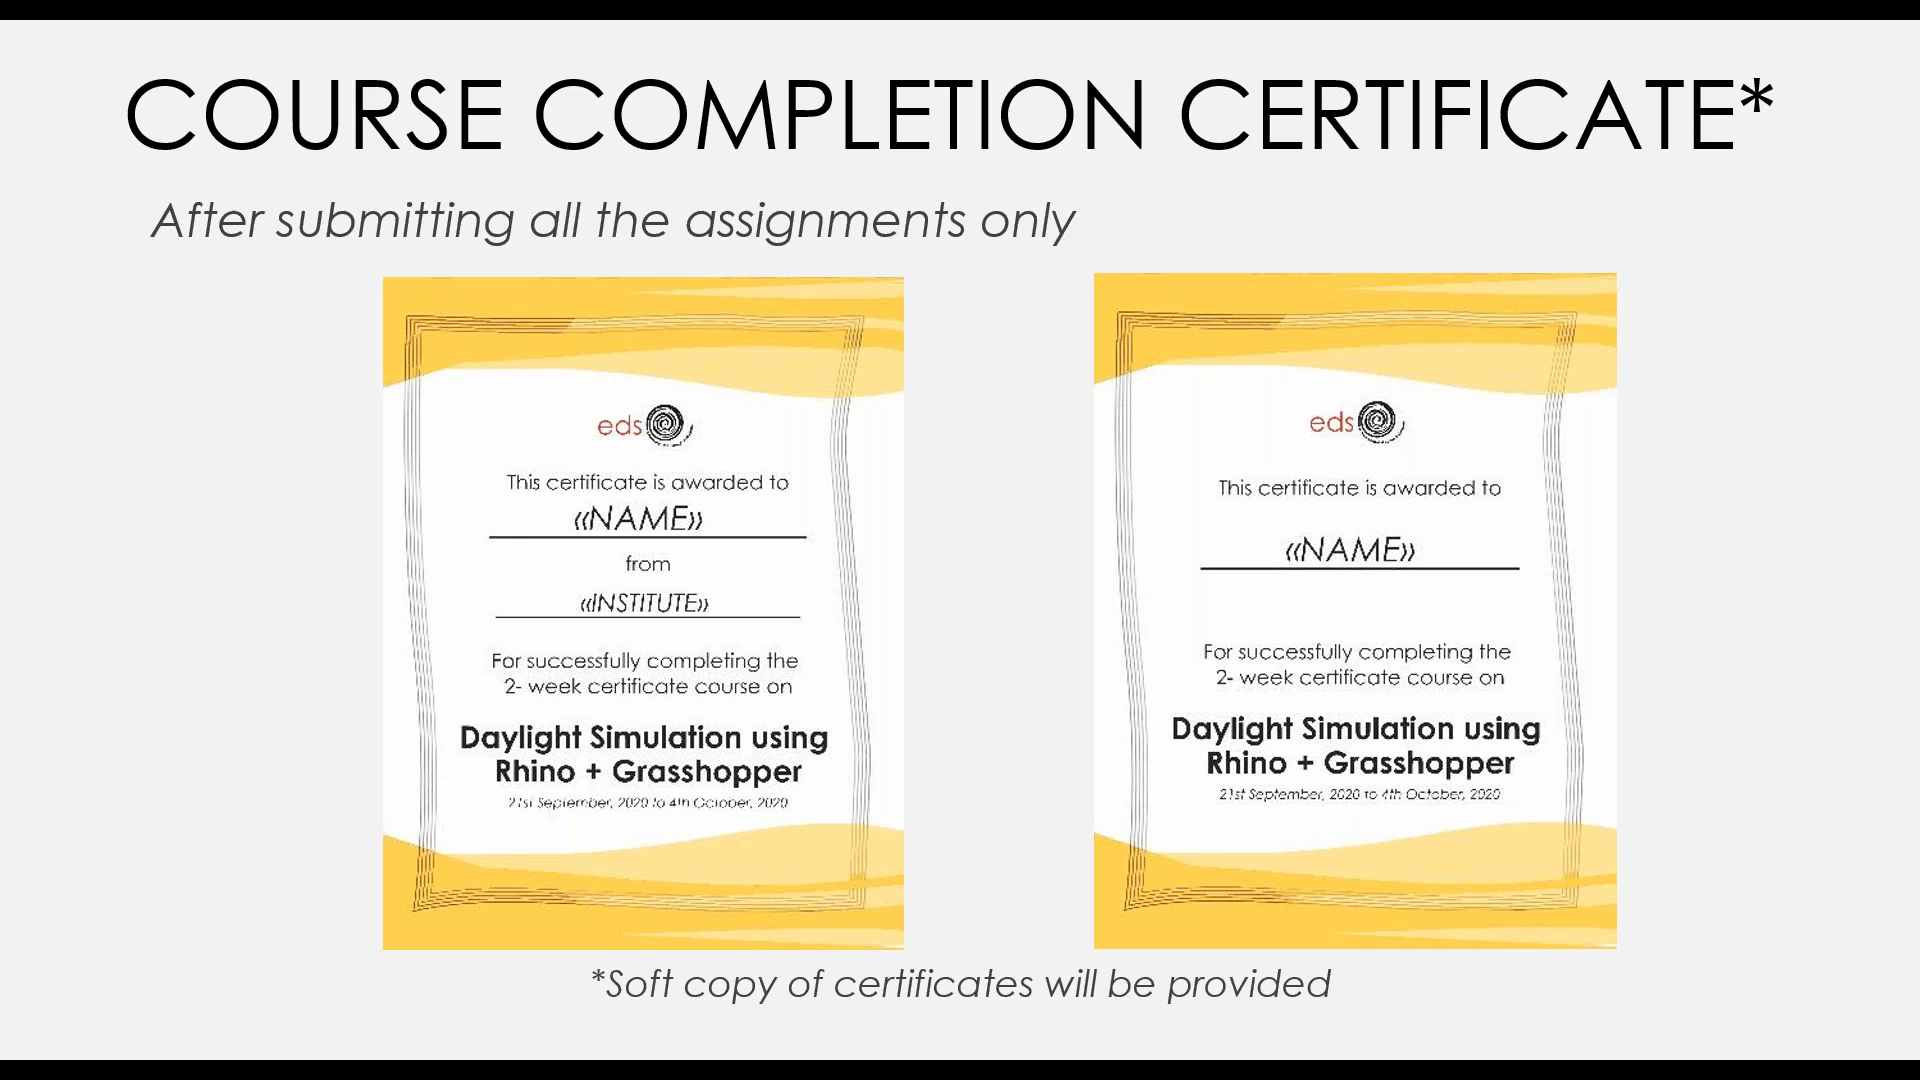 COURSE COMPLETION CERTIFICATE*
After submitting all the assignments only
eds
This certificate is awarded to
«NAME»
from
«INSTITUTE»
For successfully completing the
2- week certificate course on
Daylight Simulation using
Rhino + Grasshopper
21st September, 2020 to 4th October, 2020
eds
This certificate is awarded to
«NAME»
For successfully completing the
2- week certificate course on
Daylight Simulation using
Rhino + Grasshopper
21st September, 2020 to 4th October, 2020
*Soft copy of certificates will be provided